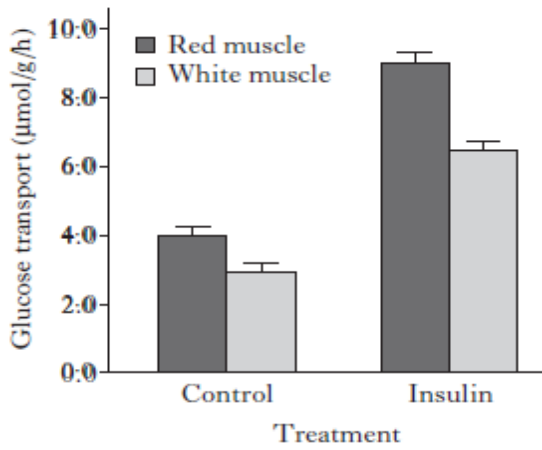 Glucose transport (µmol/g/h)
10:0
8:0
6:0
4:0
2:0
0:0
Red muscle
White muscle
Control
Insulin
Treatment